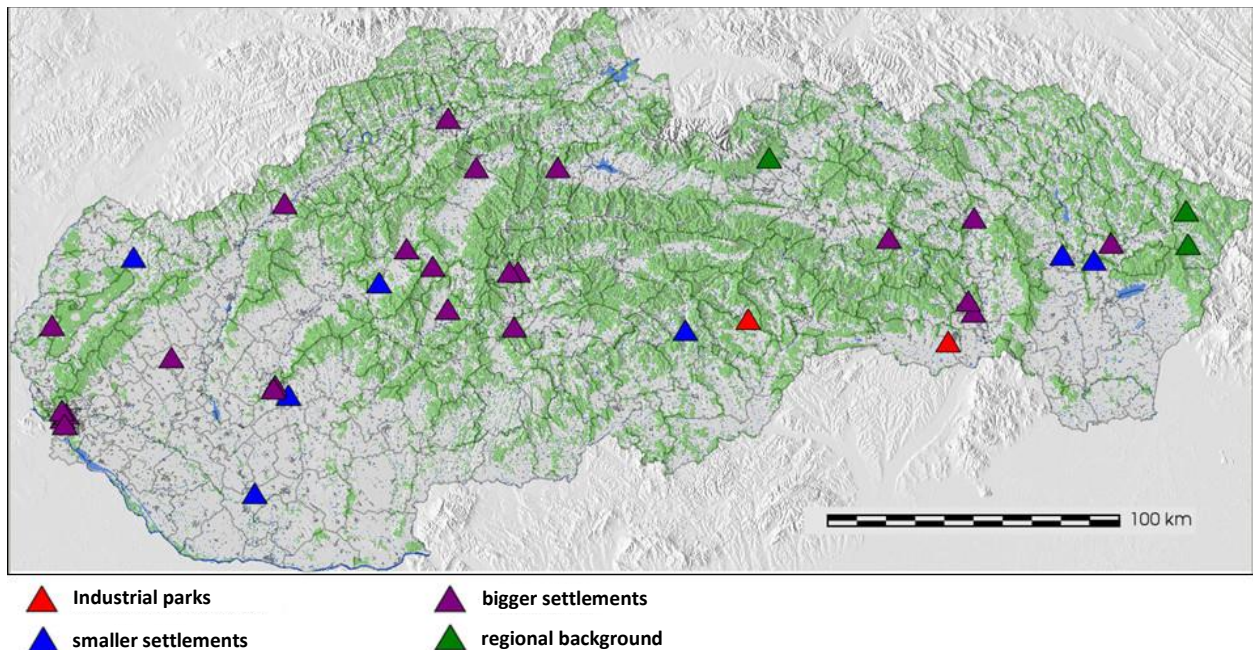 100 km
Industrial parks
bigger settlements
smaller settlements
regional background